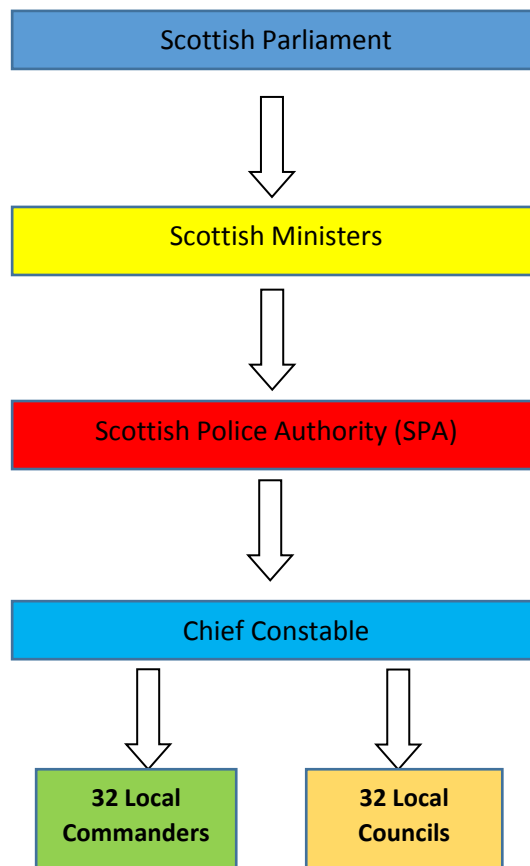 Scottish Parliament
Scottish Ministers
Scottish Police Authority (SPA)
Chief Constable
32 Local
Commanders
32 Local
Councils